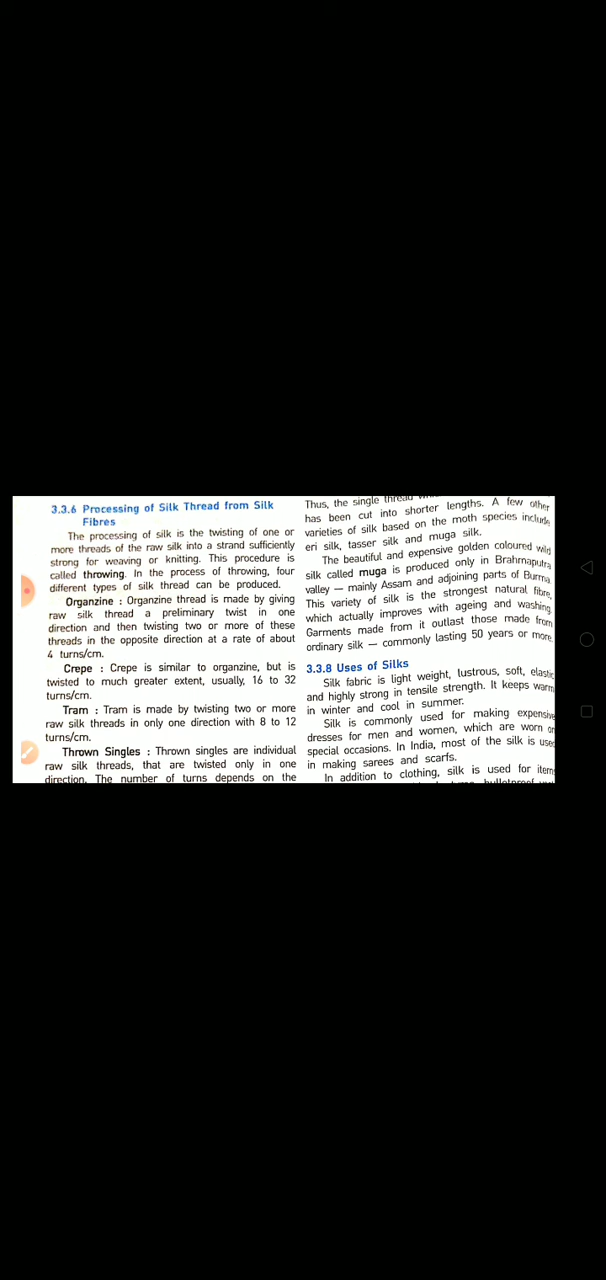 3.3.6 Processing of Silk Thread from Silk
Fibres
The processing of silk is the twisting of one or
more threads of the raw silk into a strand sufficiently
strong for weaving or knitting. This procedure is
called throwing. In the process of throwing, four
different types of silk thread can be produced.
Organzine : Organzine thread is made by giving
raw silk thread a preliminary twist in one
direction and then twisting two or more of these
threads in the opposite direction at a rate of about
4 turns/cm.
Crepe : Crepe is similar to organzine, but is
twisted to much greater extent, usually, 16 to 32
turns/cm.
Tram : Tram is made by twisting two or more
raw silk threads in only one direction with 8 to 12
turns/cm.
Thrown Singles : Thrown singles are individual
raw silk threads, that are twisted only in one
direction. The number of turns depends on the
Thus, the single thread
has been cut into shorter lengths. A few other
varieties of silk based on the moth species include
eri silk, tasser silk and muga silk.
The beautiful and expensive golden coloured wild
silk called muga is produced only in Brahmaputra
valley — mainly Assam and adjoining parts of Burma.
This variety of silk is the strongest natural fibre,
which actually improves with ageing and washing.
Garments made from it outlast those made from
ordinary silk — commonly lasting 50 years or more.
3.3.8 Uses of Silks
Silk fabric is light weight, lustrous, soft, elastic
and highly strong in tensile strength. It keeps warm
in winter and cool in summer.
Silk is commonly used for making expensive
dresses for men and women, which are worn on
special occasions. In India, most of the silk is used
in making sarees and scarfs.
In addition to clothing, silk is used for items
bulletproof